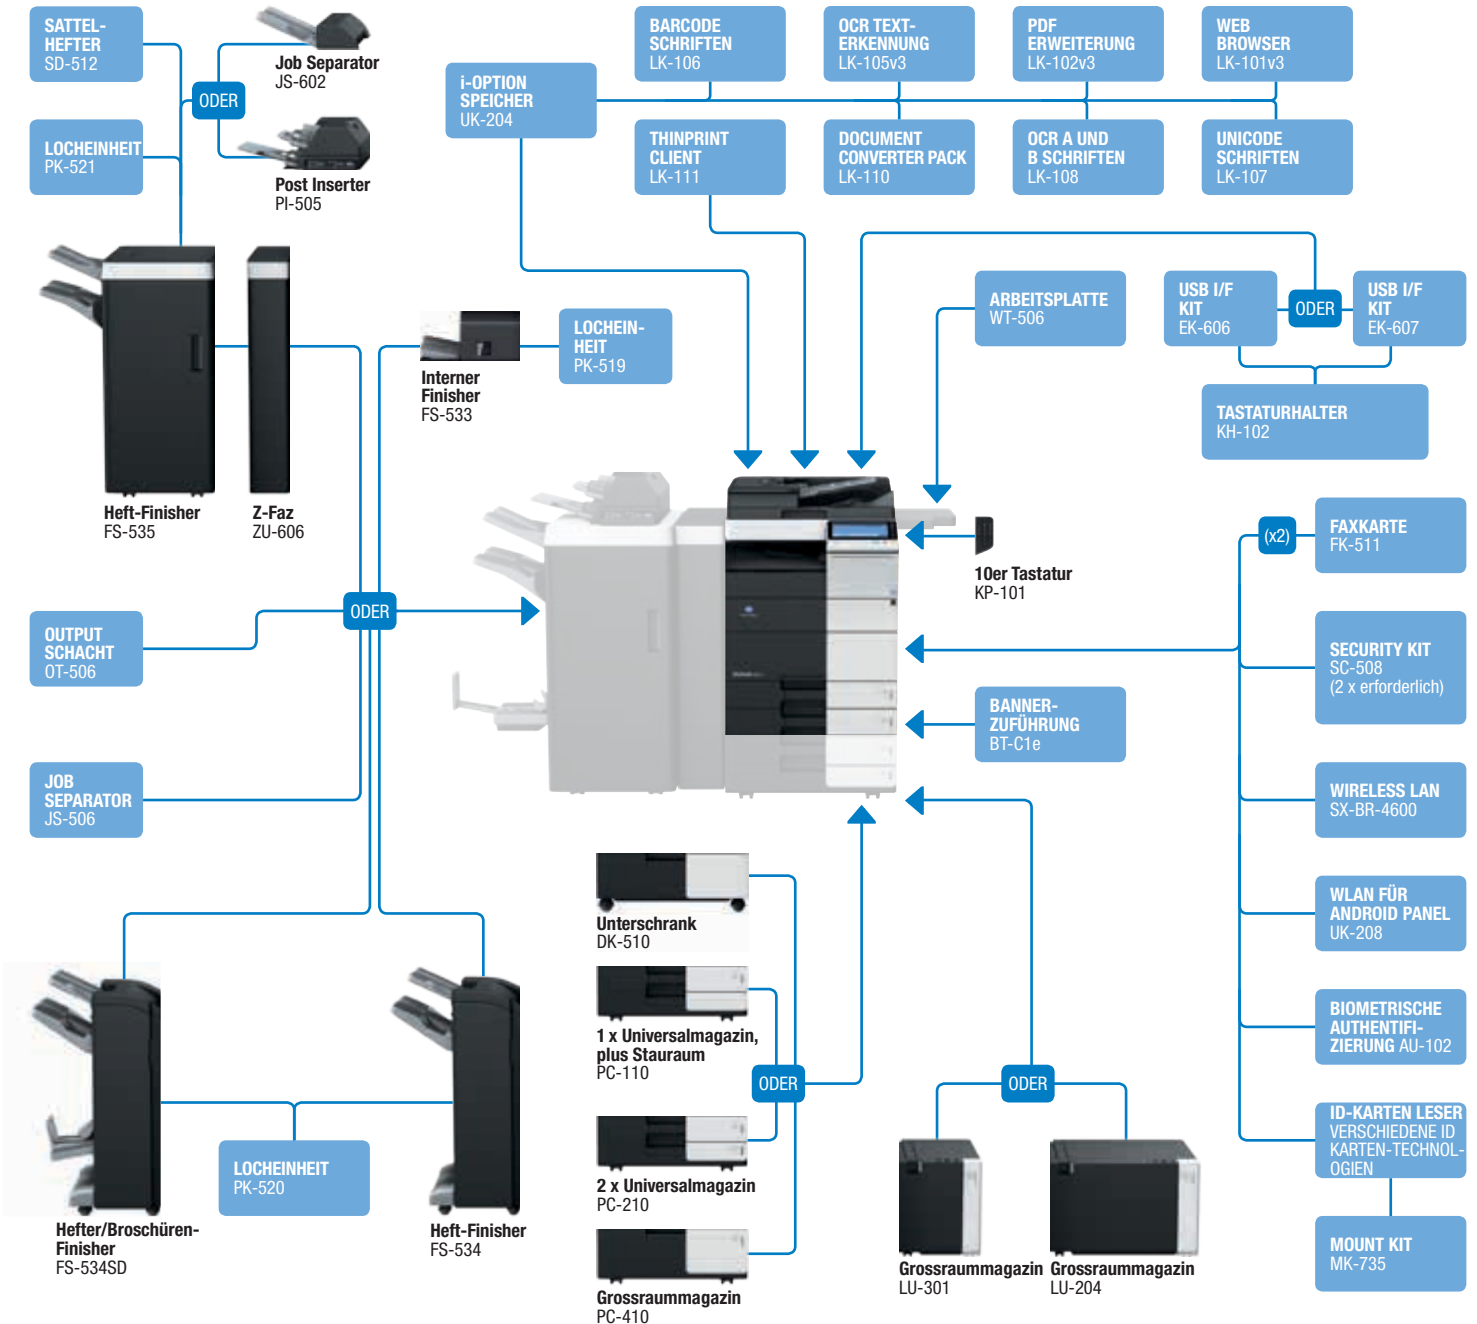 SATTEL-
HEFTER
SD-512
Job Separator
JS-602
ODER
LOCHEINHEIT
PK-521
Post Inserter
PI-505
i-OPTION
SPEICHER
UK-204
BARCODE
SCHRIFTEN
LK-106
OCR TEXT-
ERKENNUNG
LK-105v3
PDF
ERWEITERUNG
LK-102v3
WEB
BROWSER
LK-101v3
THINPRINT
CLIENT
LK-111
DOCUMENT
CONVERTER PACK
LK-110
OCR A UND
B SCHRIFTEN
LK-108
UNICODE
SCHRIFTEN
LK-107
Heft-Finisher
FS-535
Z-Faz
ZU-606
Interner
Finisher
FS-533
LOCHEIN-
HEIT
PK-519
ARBEITSPLATTE
WT-506
USB I/F
KIT
EK-606
ODER
USB I/F
KIT
EK-607
TASTATURHALTER
KH-102
10er Tastatur
KP-101
(x2)
FAXKARTE
FK-511
ODER
OUTPUT
SCHACHT
OT-506
SECURITY KIT
SC-508
(2 x erforderlich)
BANNER-
ZUFÜHRUNG
BT-C1e
JOB
SEPARATOR
JS-506
WIRELESS LAN
SX-BR-4600
WLAN FÜR
ANDROID PANEL
UK-208
Unterschrank
DK-510
1 x Universalmagazin,
plus Stauraum
PC-110
ODER
2 x Universalmagazin
PC-210
Grossraummagazin
PC-410
ODER
Grossraummagazin
LU-301
Grossraummagazin
LU-204
BIOMETRISCHE
AUTHENTIFI-
ZIERUNG AU-102
ID-KARTEN LESER
VERSCHIEDENE ID
KARTEN-TECHNOL-
OGIEN
MOUNT KIT
MK-735
LOCHEINHEIT
PK-520
Hefter/Broschüren-
Finisher
FS-534SD
Heft-Finisher
FS-534